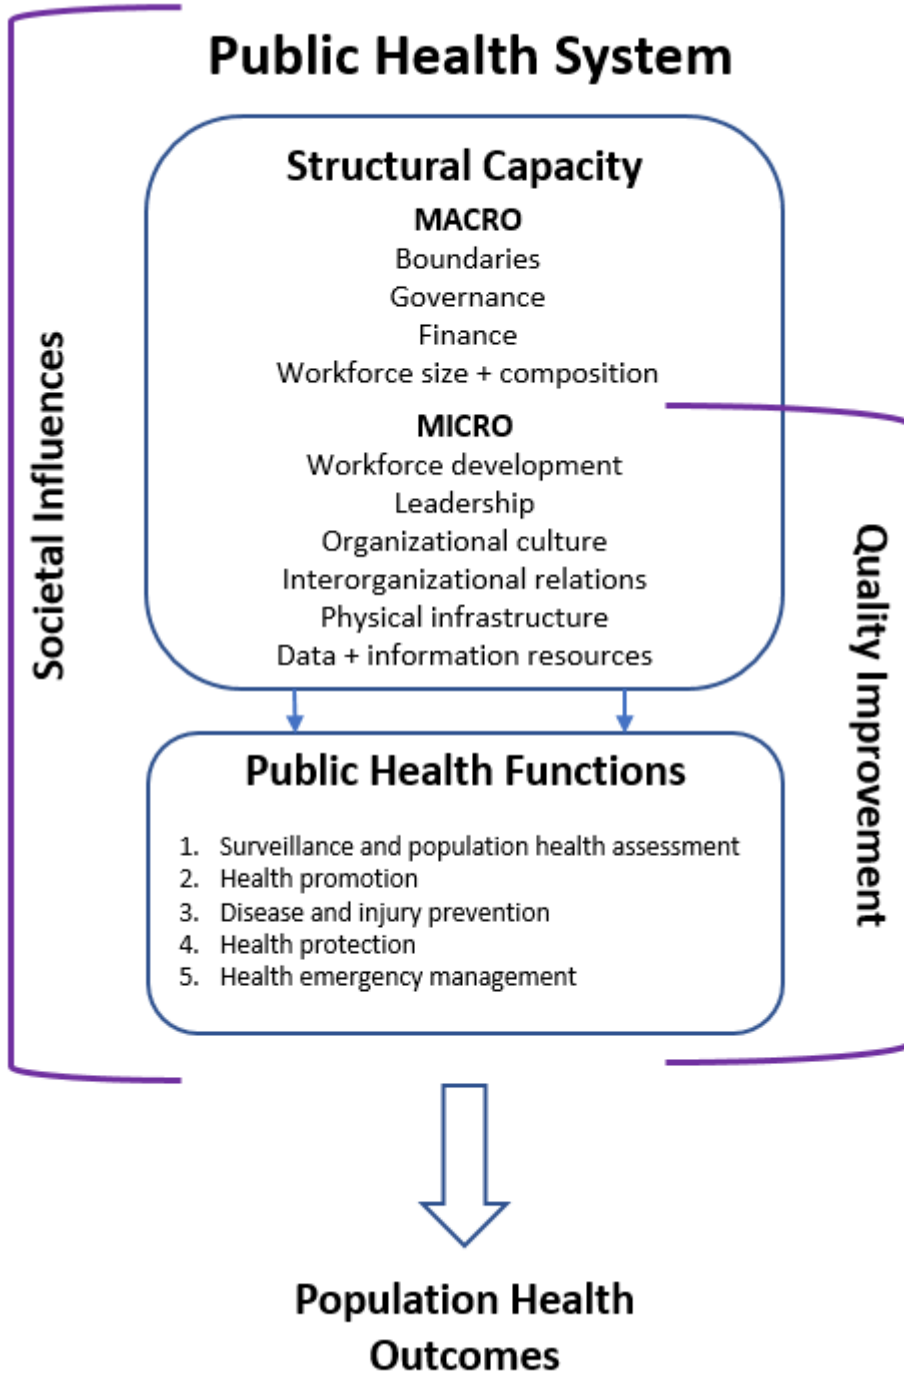 Public Health System
Structural Capacity
MACRO
Boundaries
Governance
Finance
Workforce size + composition
MICRO
Workforce development
Leadership
Organizational culture
Interorganizational relations
Physical infrastructure
Data + information resources
Societal Influences
Quality Improvement
Public Health Functions
1. Surveillance and population health assessment
2. Health promotion
3. Disease and injury prevention
4. Health protection
5. Health emergency management
Population Health
Outcomes